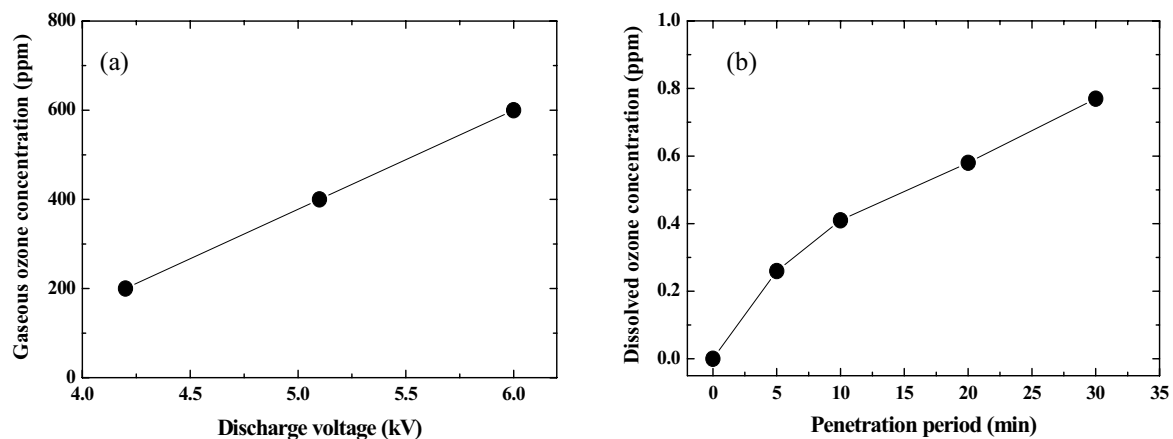 (a)
Gaseous ozone concentration (ppm)
800
600
400
200
0
4.0 4.5 5.0 5.5 6.0
Discharge voltage (kV)
(b)
Dissolved ozone concentration (ppm)
1.0
0.8
0.6
0.4
0.2
0.0
0 5 10 15 20 25 30 35
Penetration period (min)